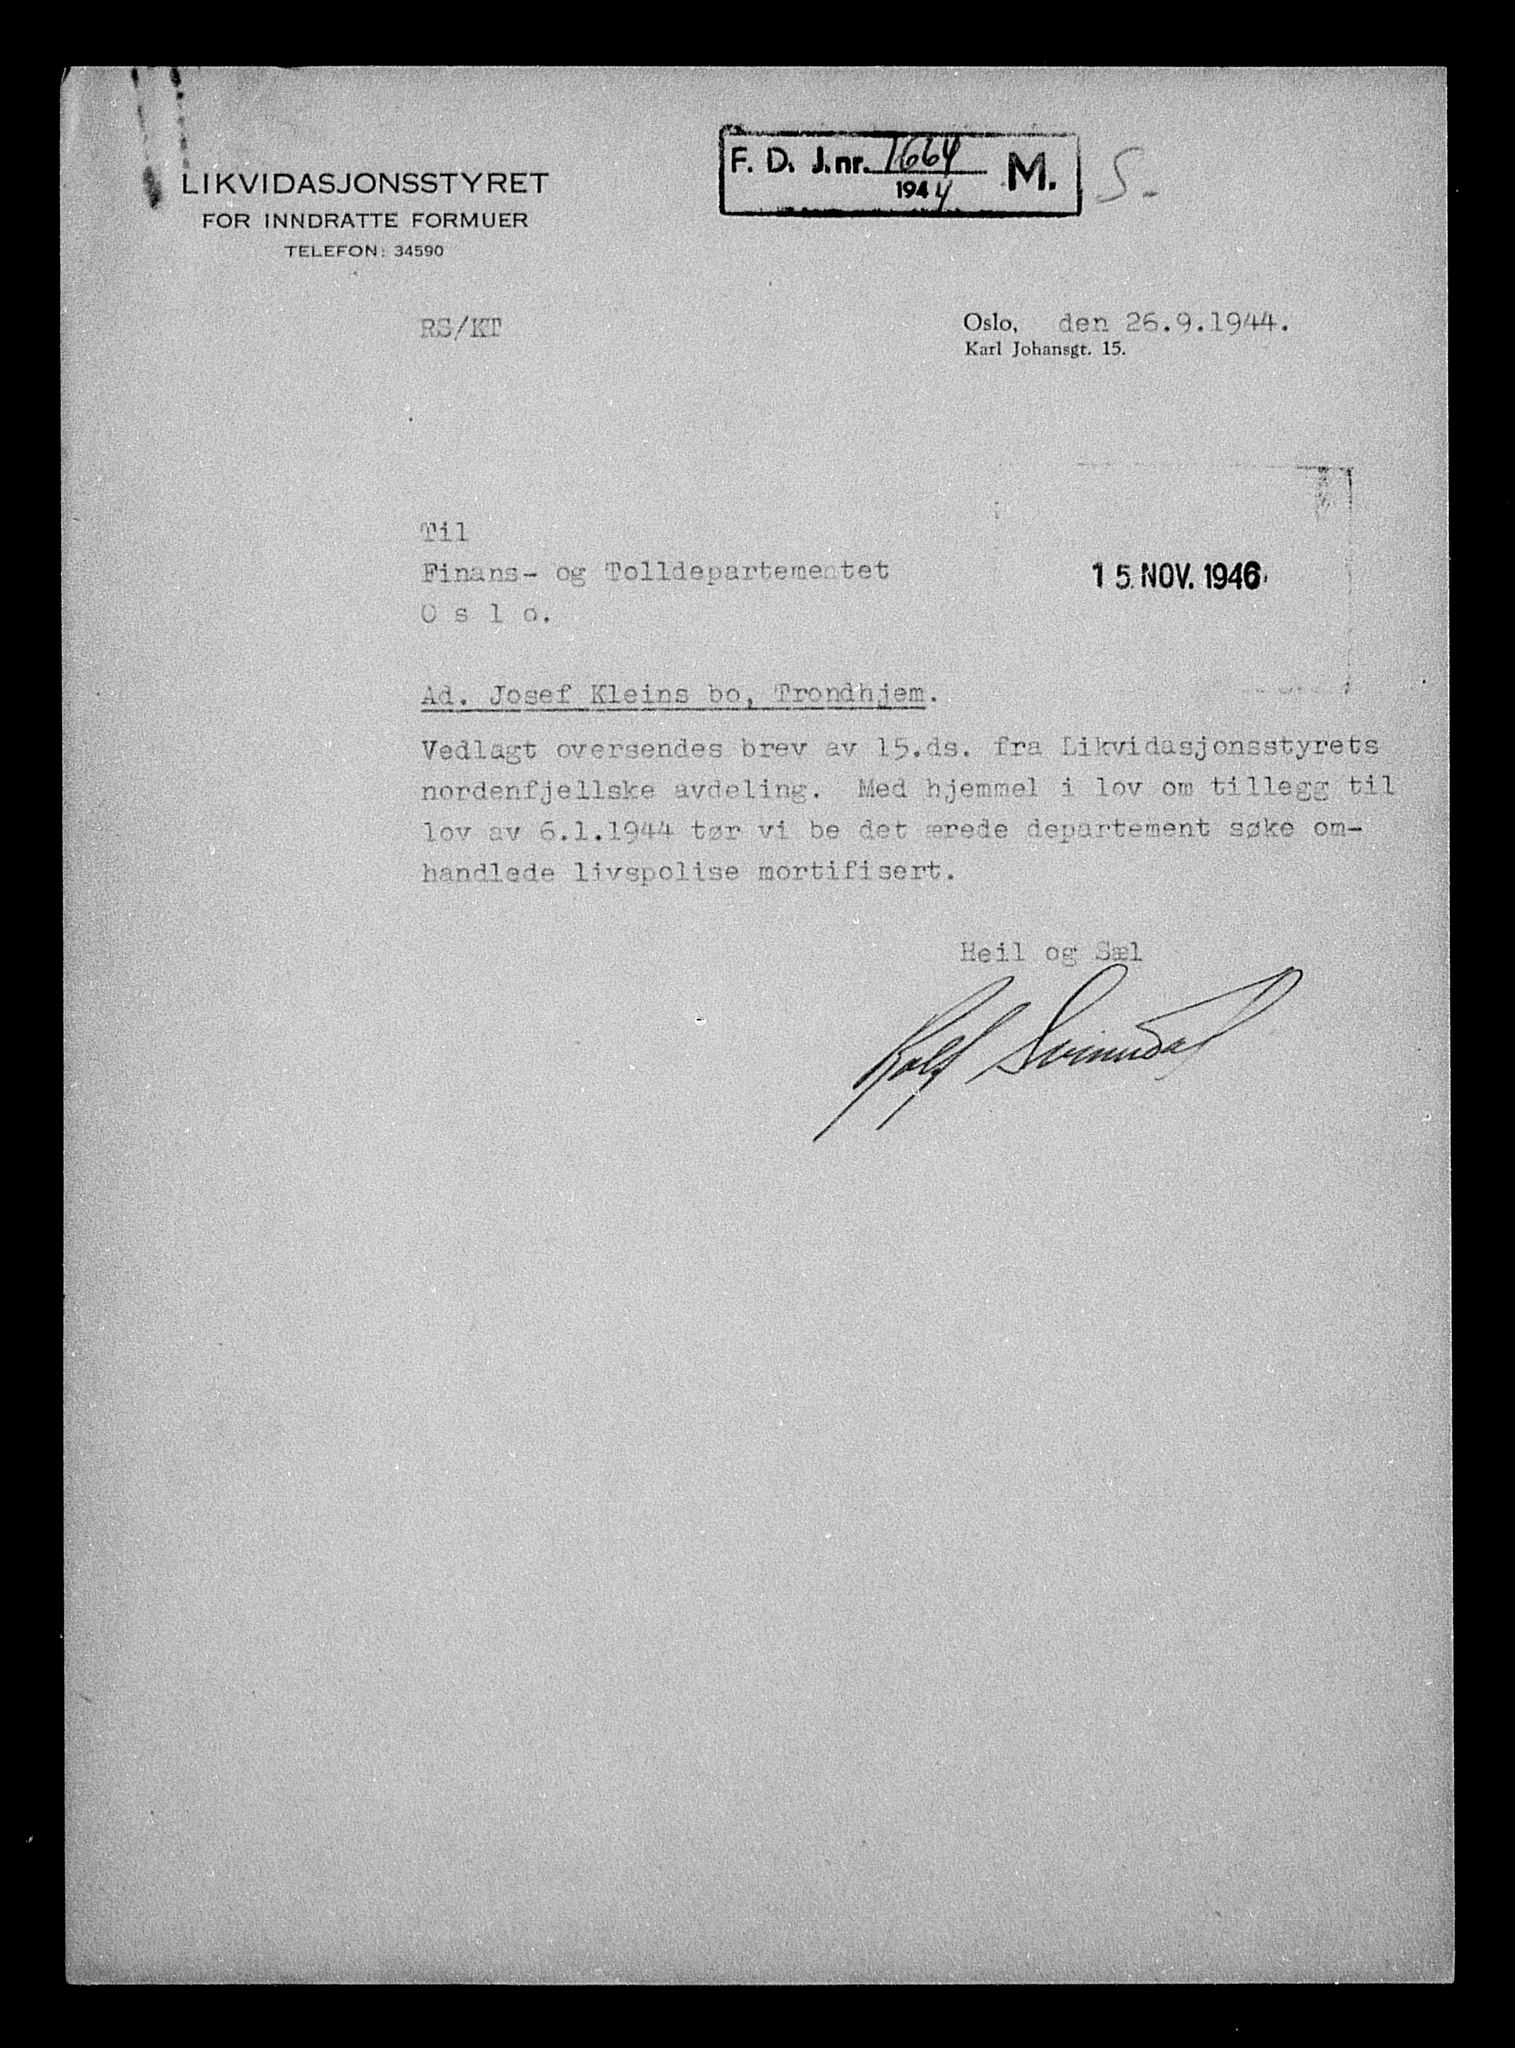 LIKVIDASJONSSTYRET
FOR INNDRATTE FORMUER
TELEFON: 34590
F. D. J.nr. 1664 M. S-
1944
RS/KT
Oslo, den 26.9.1944.
Karl Johansgt. 15.
Til
Finans- og Tolldepartementet
O s l o.
15. NOV. 1946
Ad. Josef Kleins bo, Trondhjem.
Vedlagt oversendes brev av 15.ds. fra Likvidasjonsstyrets
nordenfjellske avdeling. Med hjemmel i lov om tillegg til
lov av 6.1.1944 tør vi be det ærede departement søke om-
handlede livspolise mortifisert.
Heil og Sæl
Rolf Svinndal